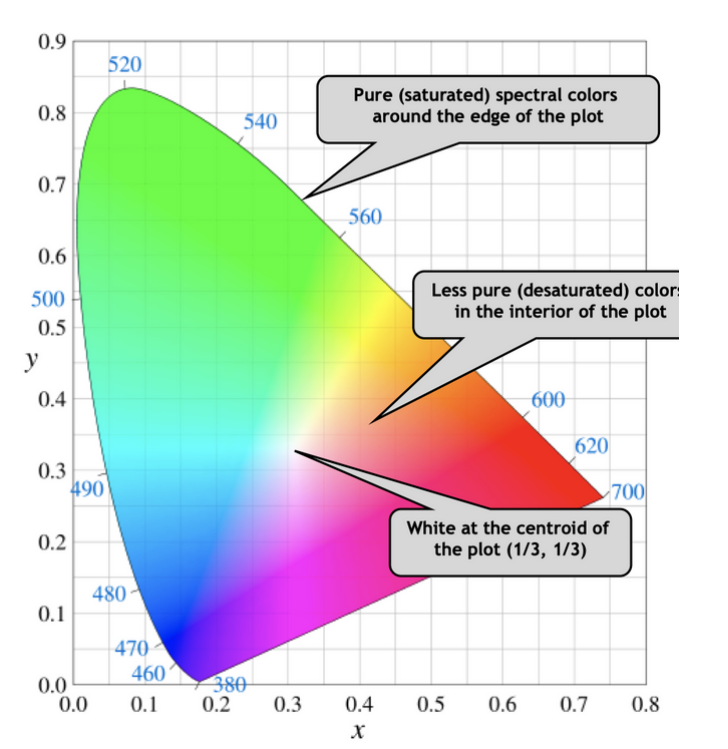 0.9
520
Pure (saturated) spectral colors
around the edge of the plot
0.8
540
0.7
560
0.6
Less pure (desaturated) colors
in the interior of the plot
500
0.5
y
0.4
600
620
0.3
490
700
White at the centroid of
the plot (1/3, 1/3)
0.2
480
0.1
470
460
380
0.0
0.0 0.1 0.2 0.3 0.4 0.5 0.6 0.7 0.8
x